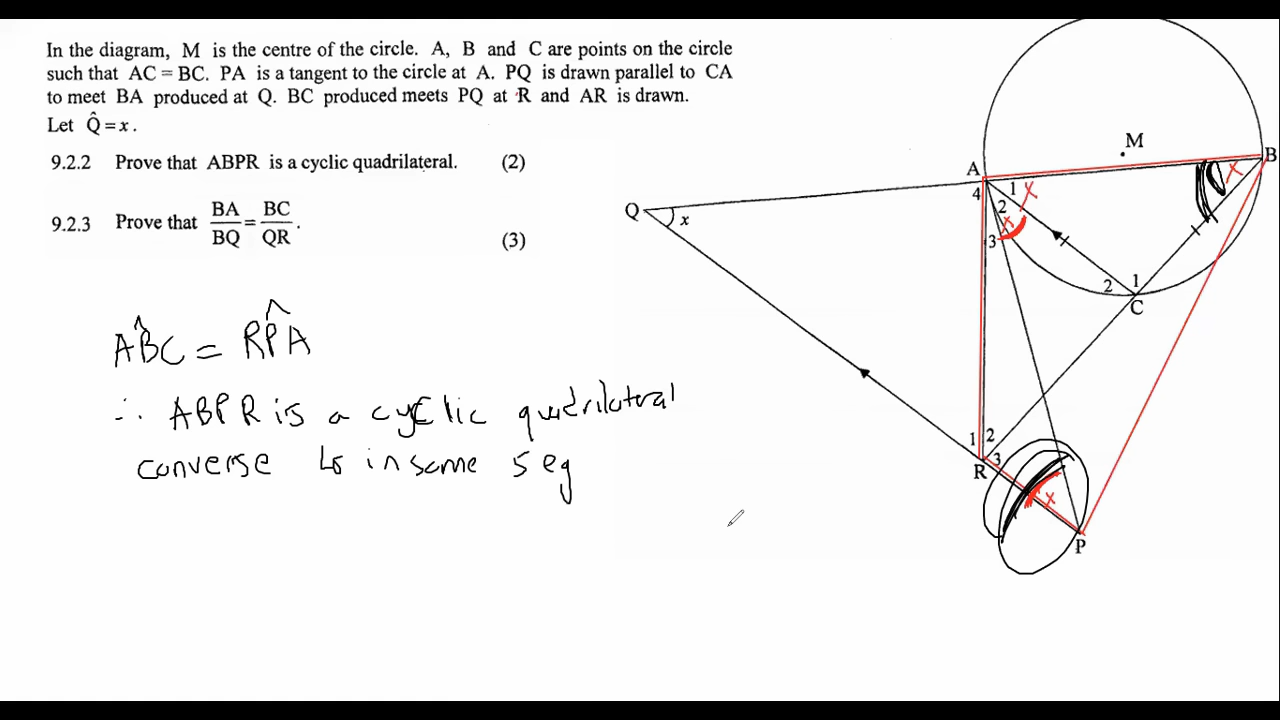 In the diagram, M is the centre of the circle. A, B and C are points on the circle
such that AC = BC. PA is a tangent to the circle at A. PQ is drawn parallel to CA
to meet BA produced at Q. BC produced meets PQ at R and AR is drawn.
Let Q̂ = x.
9.2.2 Prove that ABPR is a cyclic quadrilateral. (2)
9.2.3 Prove that BA/BQ = BC/QR. (3)
AB̂C = RP̂A
∴ ABPR is a cyclic quadrilateral
converse Ls in same seg
M
B
x
A
1
x
4
2
x
3
Q
x
2
1
C
1
2
R
3
x
P